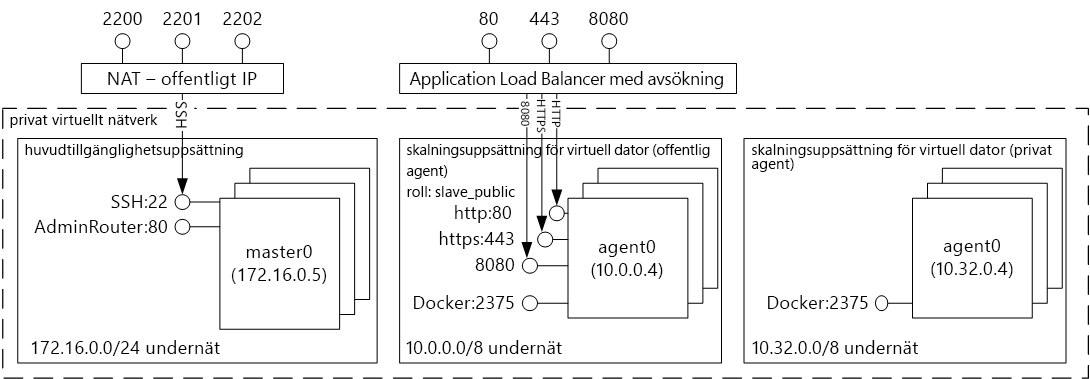 2200 2201 2202
80 443 8080
NAT – offentligt IP
Application Load Balancer med avsökning
SSH
8080
HTTPS
HTTP
privat virtuellt nätverk
huvudtillgänglighetsuppsättning
SSH:22
AdminRouter:80
master0
(172.16.0.5)
172.16.0.0/24 undernät
skalningsuppsättning för virtuell dator (offentlig
agent)
roll: slave_public
http:80
https:443
8080
Docker:2375
agent0
(10.0.0.4)
10.0.0.0/8 undernät
skalningsuppsättning för virtuell dator (privat
agent)
Docker:2375
agent0
(10.32.0.4)
10.32.0.0/8 undernät